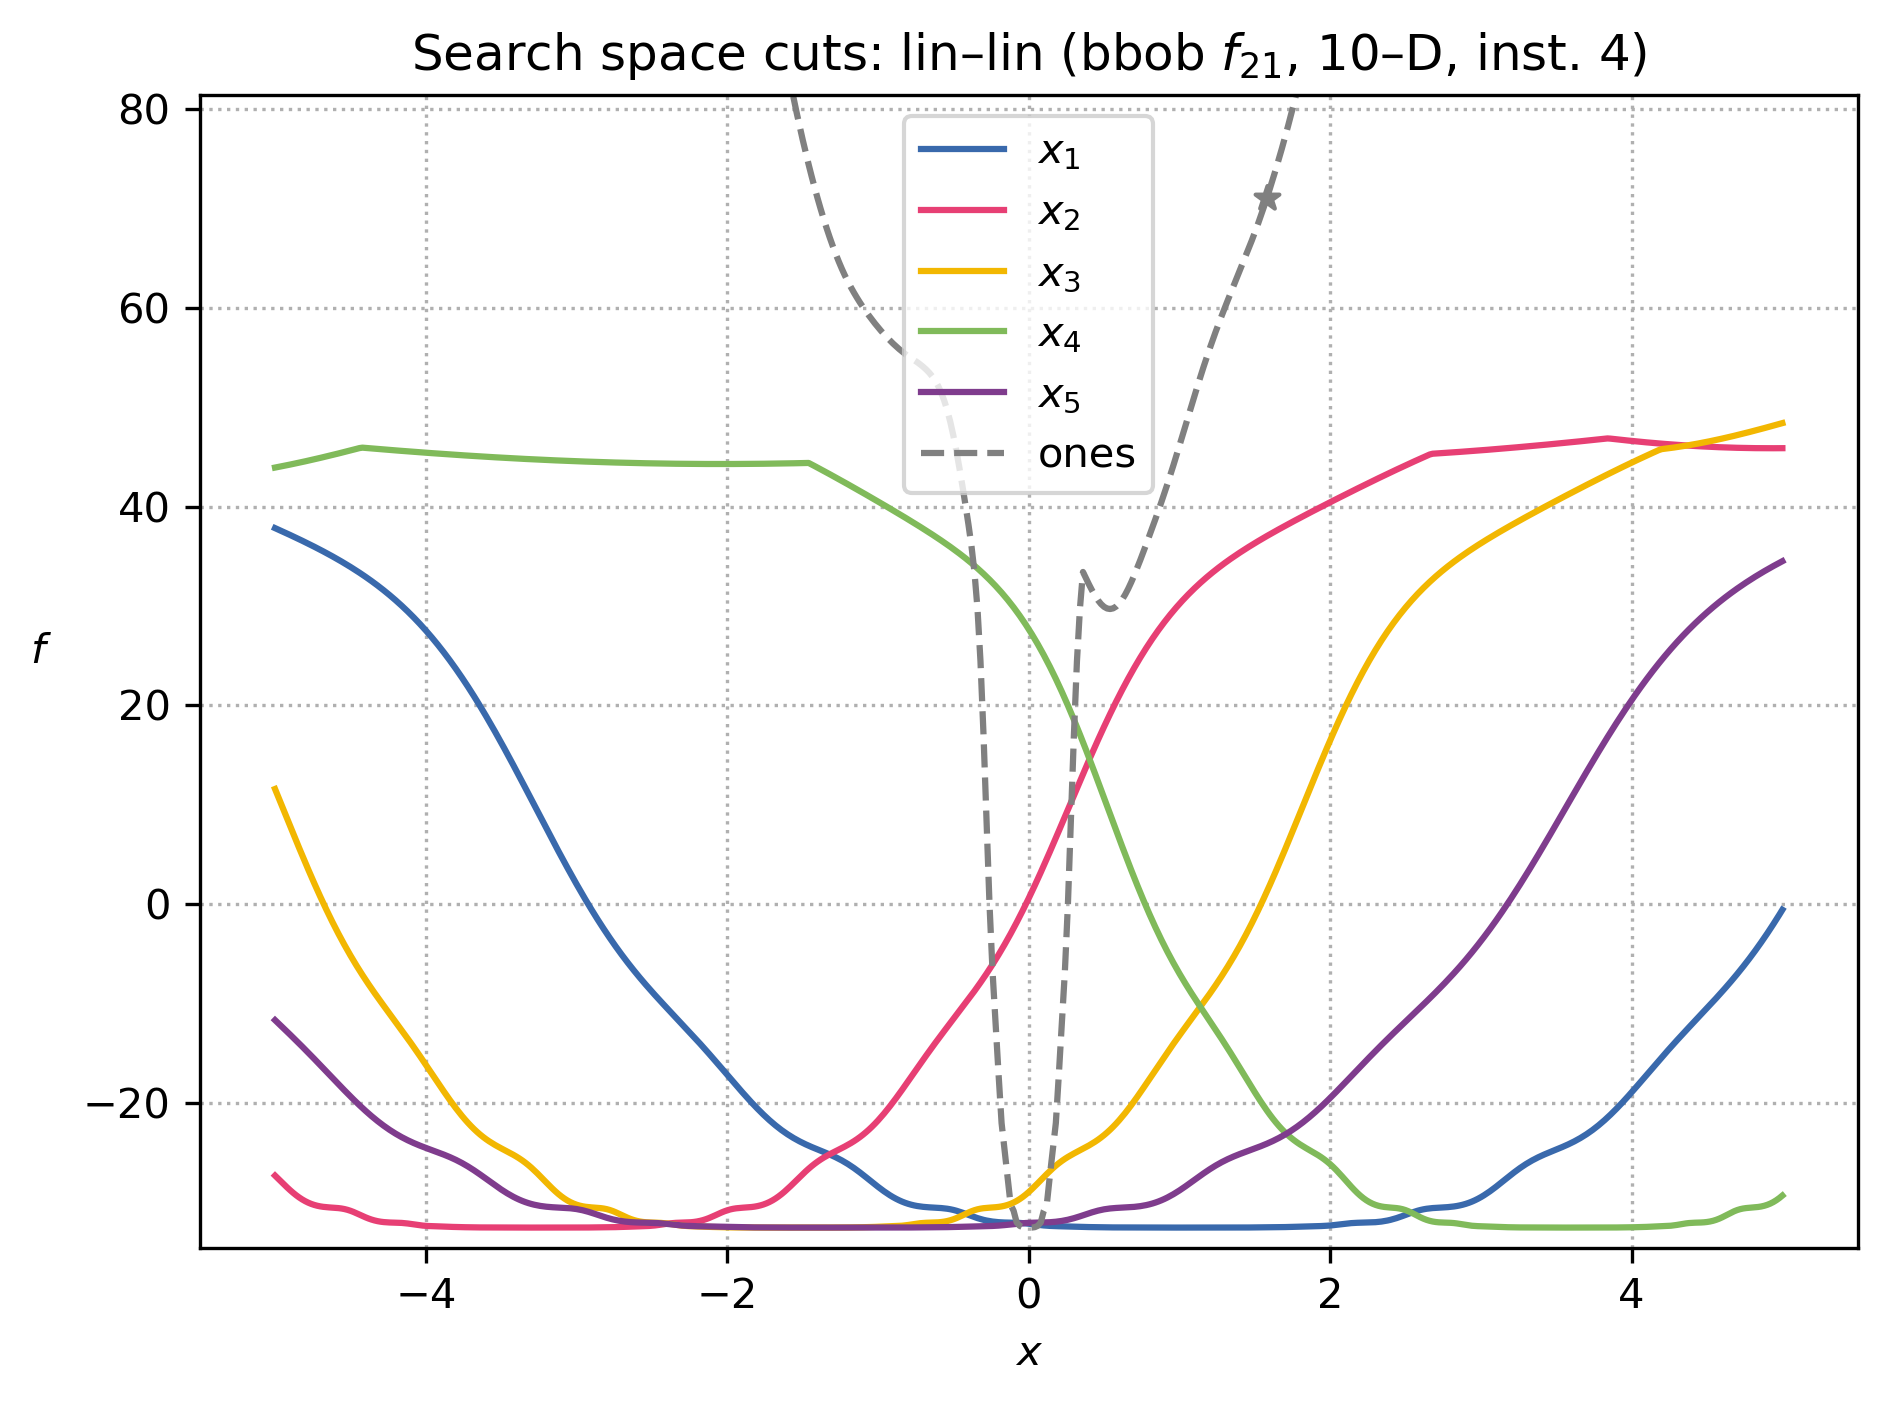 Search space cuts: lin–lin (bbob f₂₁, 10–D, inst. 4)
80
60
40
20
0
−20
f
x₁
x₂
x₃
x₄
x₅
ones
−4
−2
0
2
4
x